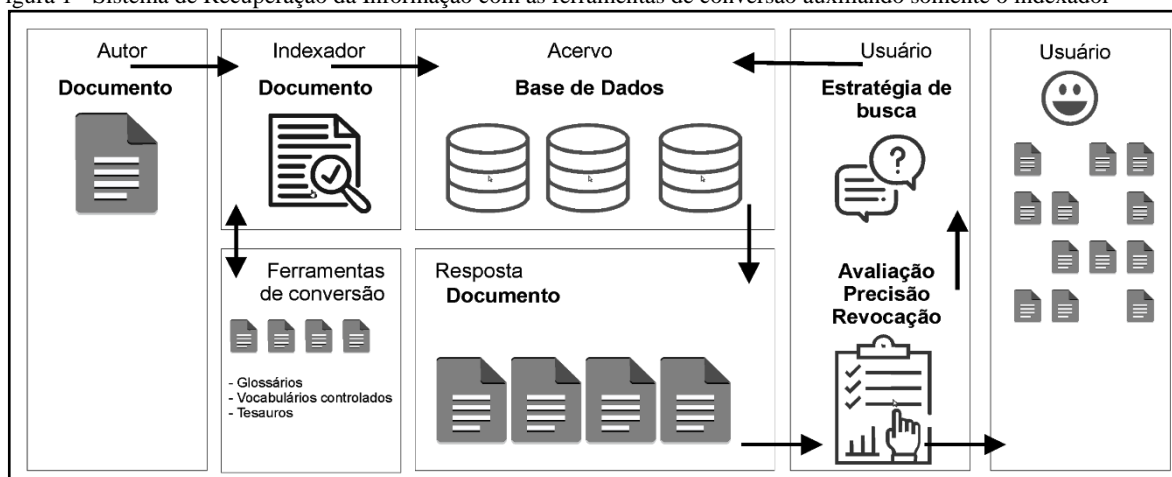 igura 1 - Sistema de Recuperação da Informação com as ferramentas de conversão auxiliando somente o indexador
Autor
Documento
Indexador
Documento
Ferramentas
de conversão
- Glossários
- Vocabulários controlados
- Tesauros
Acervo
Base de Dados
Resposta
Documento
Usuário
Estratégia de
busca
?
Avaliação
Precisão
Revocação
Usuário